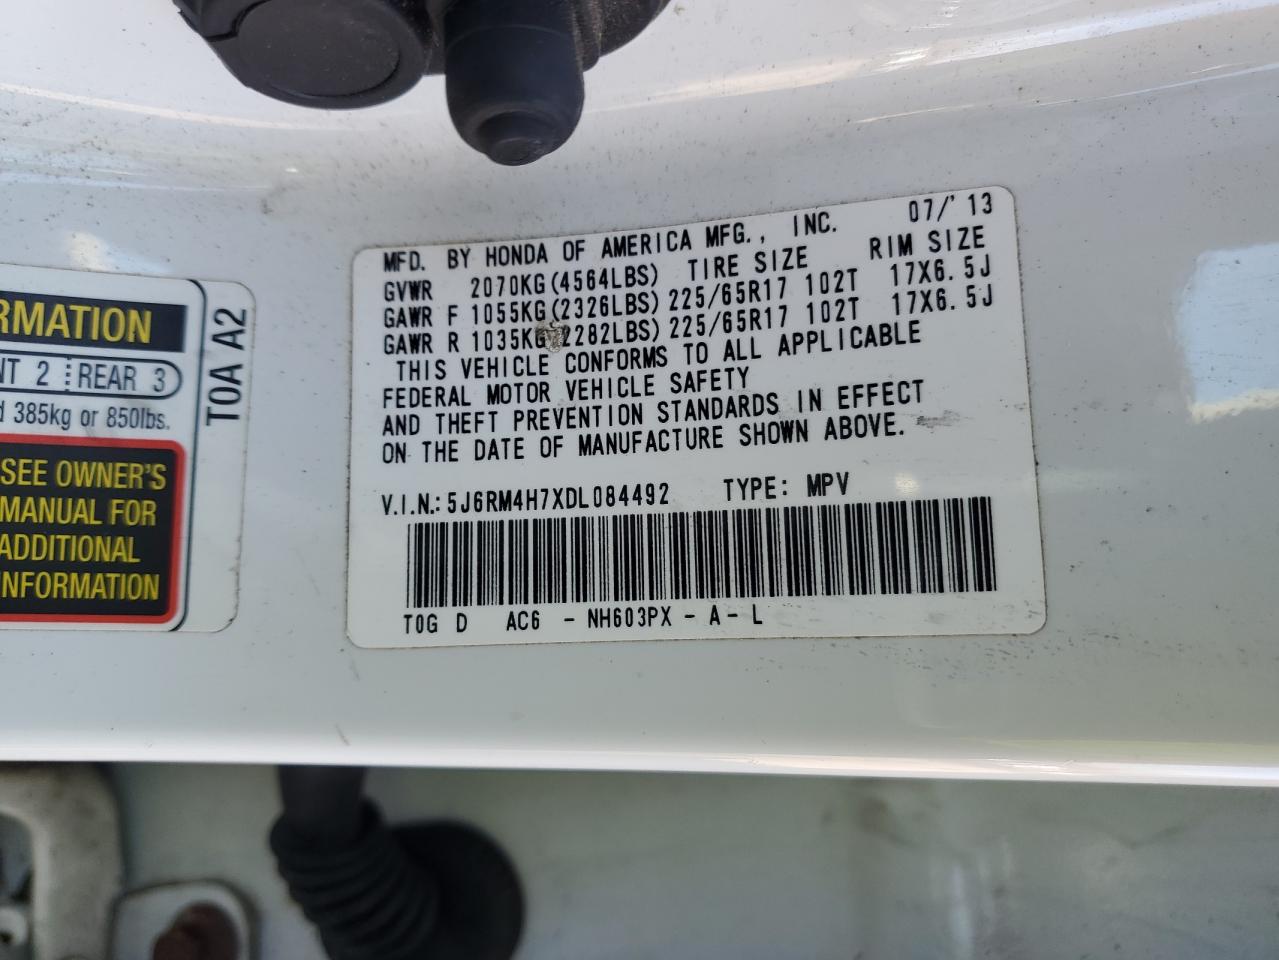 RMATION
NT 2 REAR 3
d 385kg or 850lbs.
SEE OWNER'S
MANUAL FOR
ADDITIONAL
INFORMATION
T0A A2
07/'13
MFD. BY HONDA OF AMERICA MFG., INC.
GVWR 2070KG(4564LBS) TIRE SIZE RIM SIZE
GAWR F 1055KG(2326LBS)225/65R17 102T 17X6.5J
GAWR R 1035KG(2282LBS)225/65R17 102T 17X6.5J
THIS VEHICLE CONFORMS TO ALL APPLICABLE
FEDERAL MOTOR VEHICLE SAFETY
AND THEFT PREVENTION STANDARDS IN EFFECT
ON THE DATE OF MANUFACTURE SHOWN ABOVE.
V.I.N.: 5J6RM4H7XDL084492 TYPE: MPV
T0G D AC6 - NH603PX - A - L